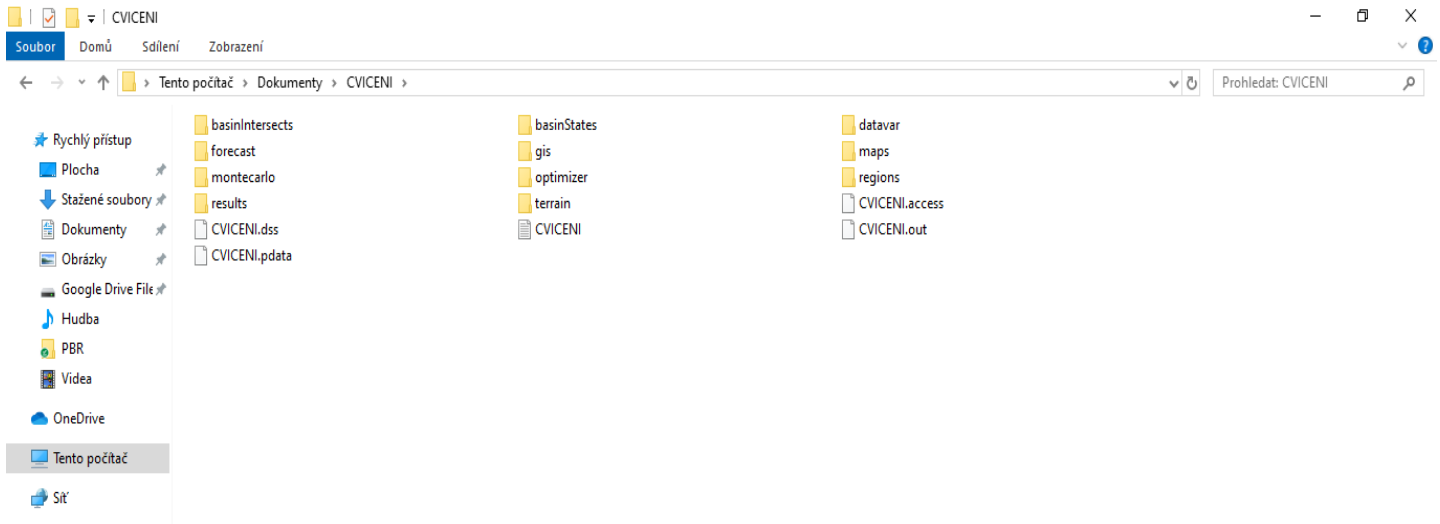 CVICENI
Soubor Domů Sdílení Zobrazení
Tento počítač › Dokumenty › CVICENI ›
Prohledat: CVICENI
Rychlý přístup
Plocha
Stažené soubory
Dokumenty
Obrázky
Google Drive File
Hudba
PBR
Videa
OneDrive
Tento počítač
Síť
basinIntersects basinStates datavar
forecast gis maps
montecarlo optimizer regions
results terrain CVICENI.access
CVICENI.dss CVICENI CVICENI.out
CVICENI.pdata